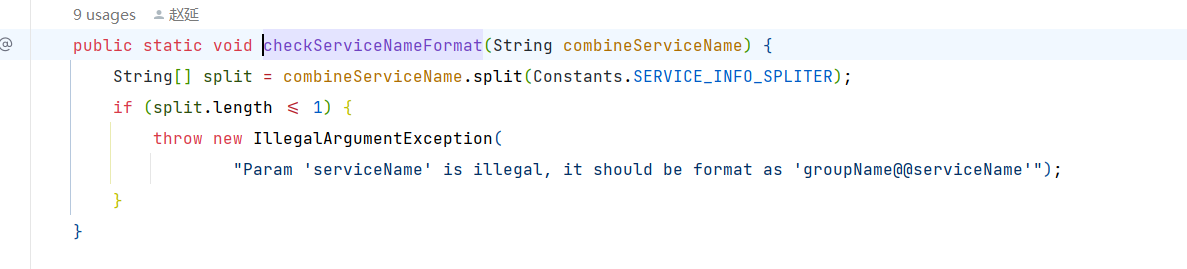 9 usages 赵延
@
public static void checkServiceNameFormat(String combineServiceName) {
String[] split = combineServiceName.split(Constants.SERVICE_INFO_SPLITER);
if (split.length <= 1) {
throw new IllegalArgumentException(
"Param 'serviceName' is illegal, it should be format as 'groupName@@serviceName'");
}
}